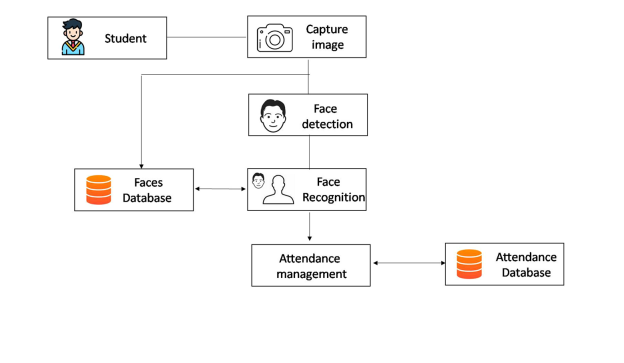 Student
Capture
image
Face
detection
Faces
Database
Face
Recognition
Attendance
management
Attendance
Database